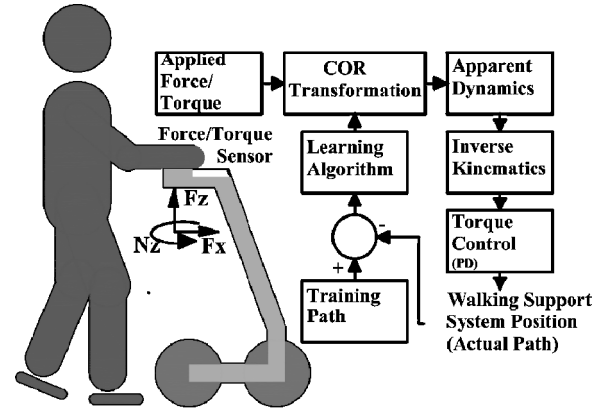 Applied
Force/
Torque
COR
Transformation
Apparent
Dynamics
Force/Torque
Sensor
Learning
Algorithm
Inverse
Kincmatics
Fz
Nz
Fx
-
+
Torque
Control
(PD)
Training
Path
Walking Support
System Position
(Actual Path)